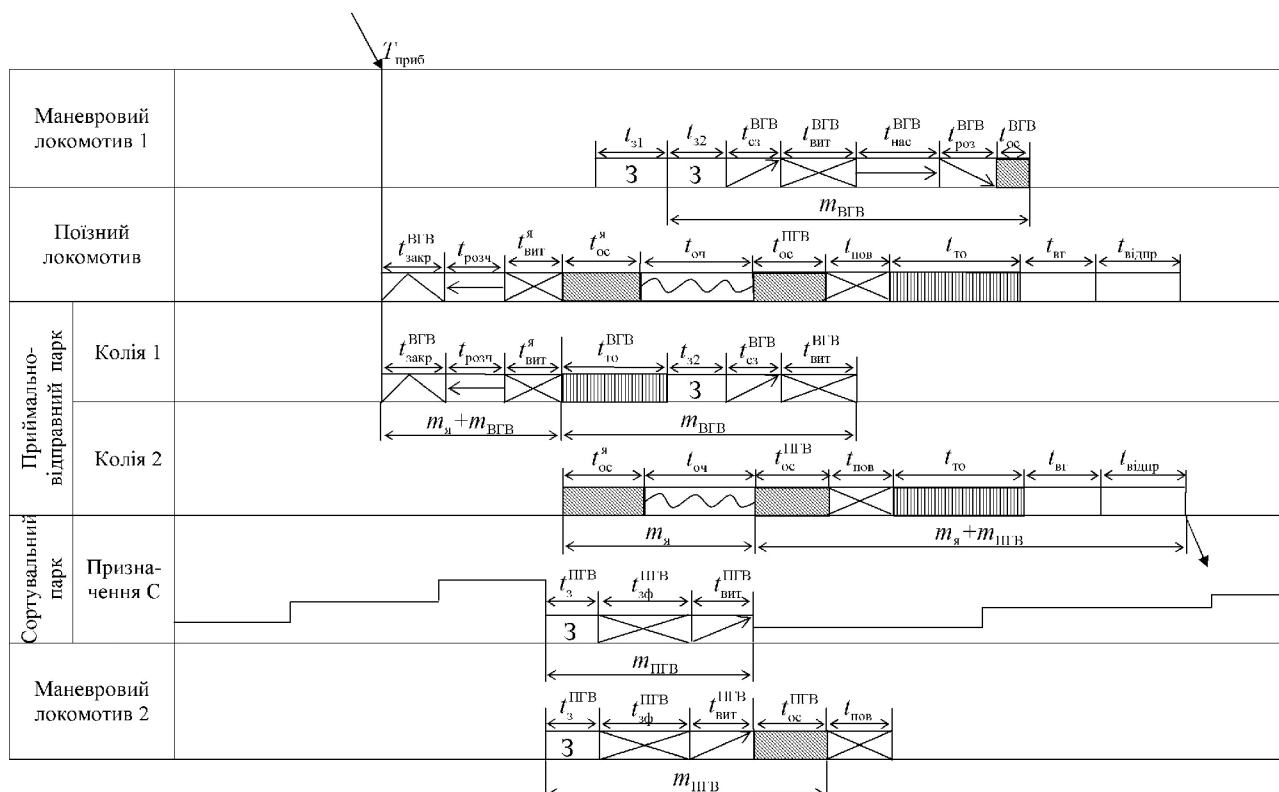 T приб
Маневровий
локомотив 1
t з1 t з2 t сз ВГВ t вит ВГВ t нас ВГВ t роз ВГВ t ос ВГВ
З З
m ВГВ
Поїзний
локомотив
t закр ВГВ t розч t вит я t ос я t оч t ос ПГВ t пов t то t вг t відпр
Приймально-
відправний парк
Колія 1
t закр ВГВ t розч t вит я t то ВГВ t з2 t сз ВГВ t вит ВГВ
З
m я + m ВГВ m ВГВ
Колія 2
t ос я t оч t ос ПГВ t пов t то t вг t відпр
m я m я + m ПГВ
Сортувальний
парк
Призна-
чення С
t з ПГВ t зф ПГВ t вит ПГВ
З
m ПГВ
Маневровий
локомотив 2
t з ПГВ t зф ПГВ t вит ПГВ t ос ПГВ t пов
З
m ПГВ